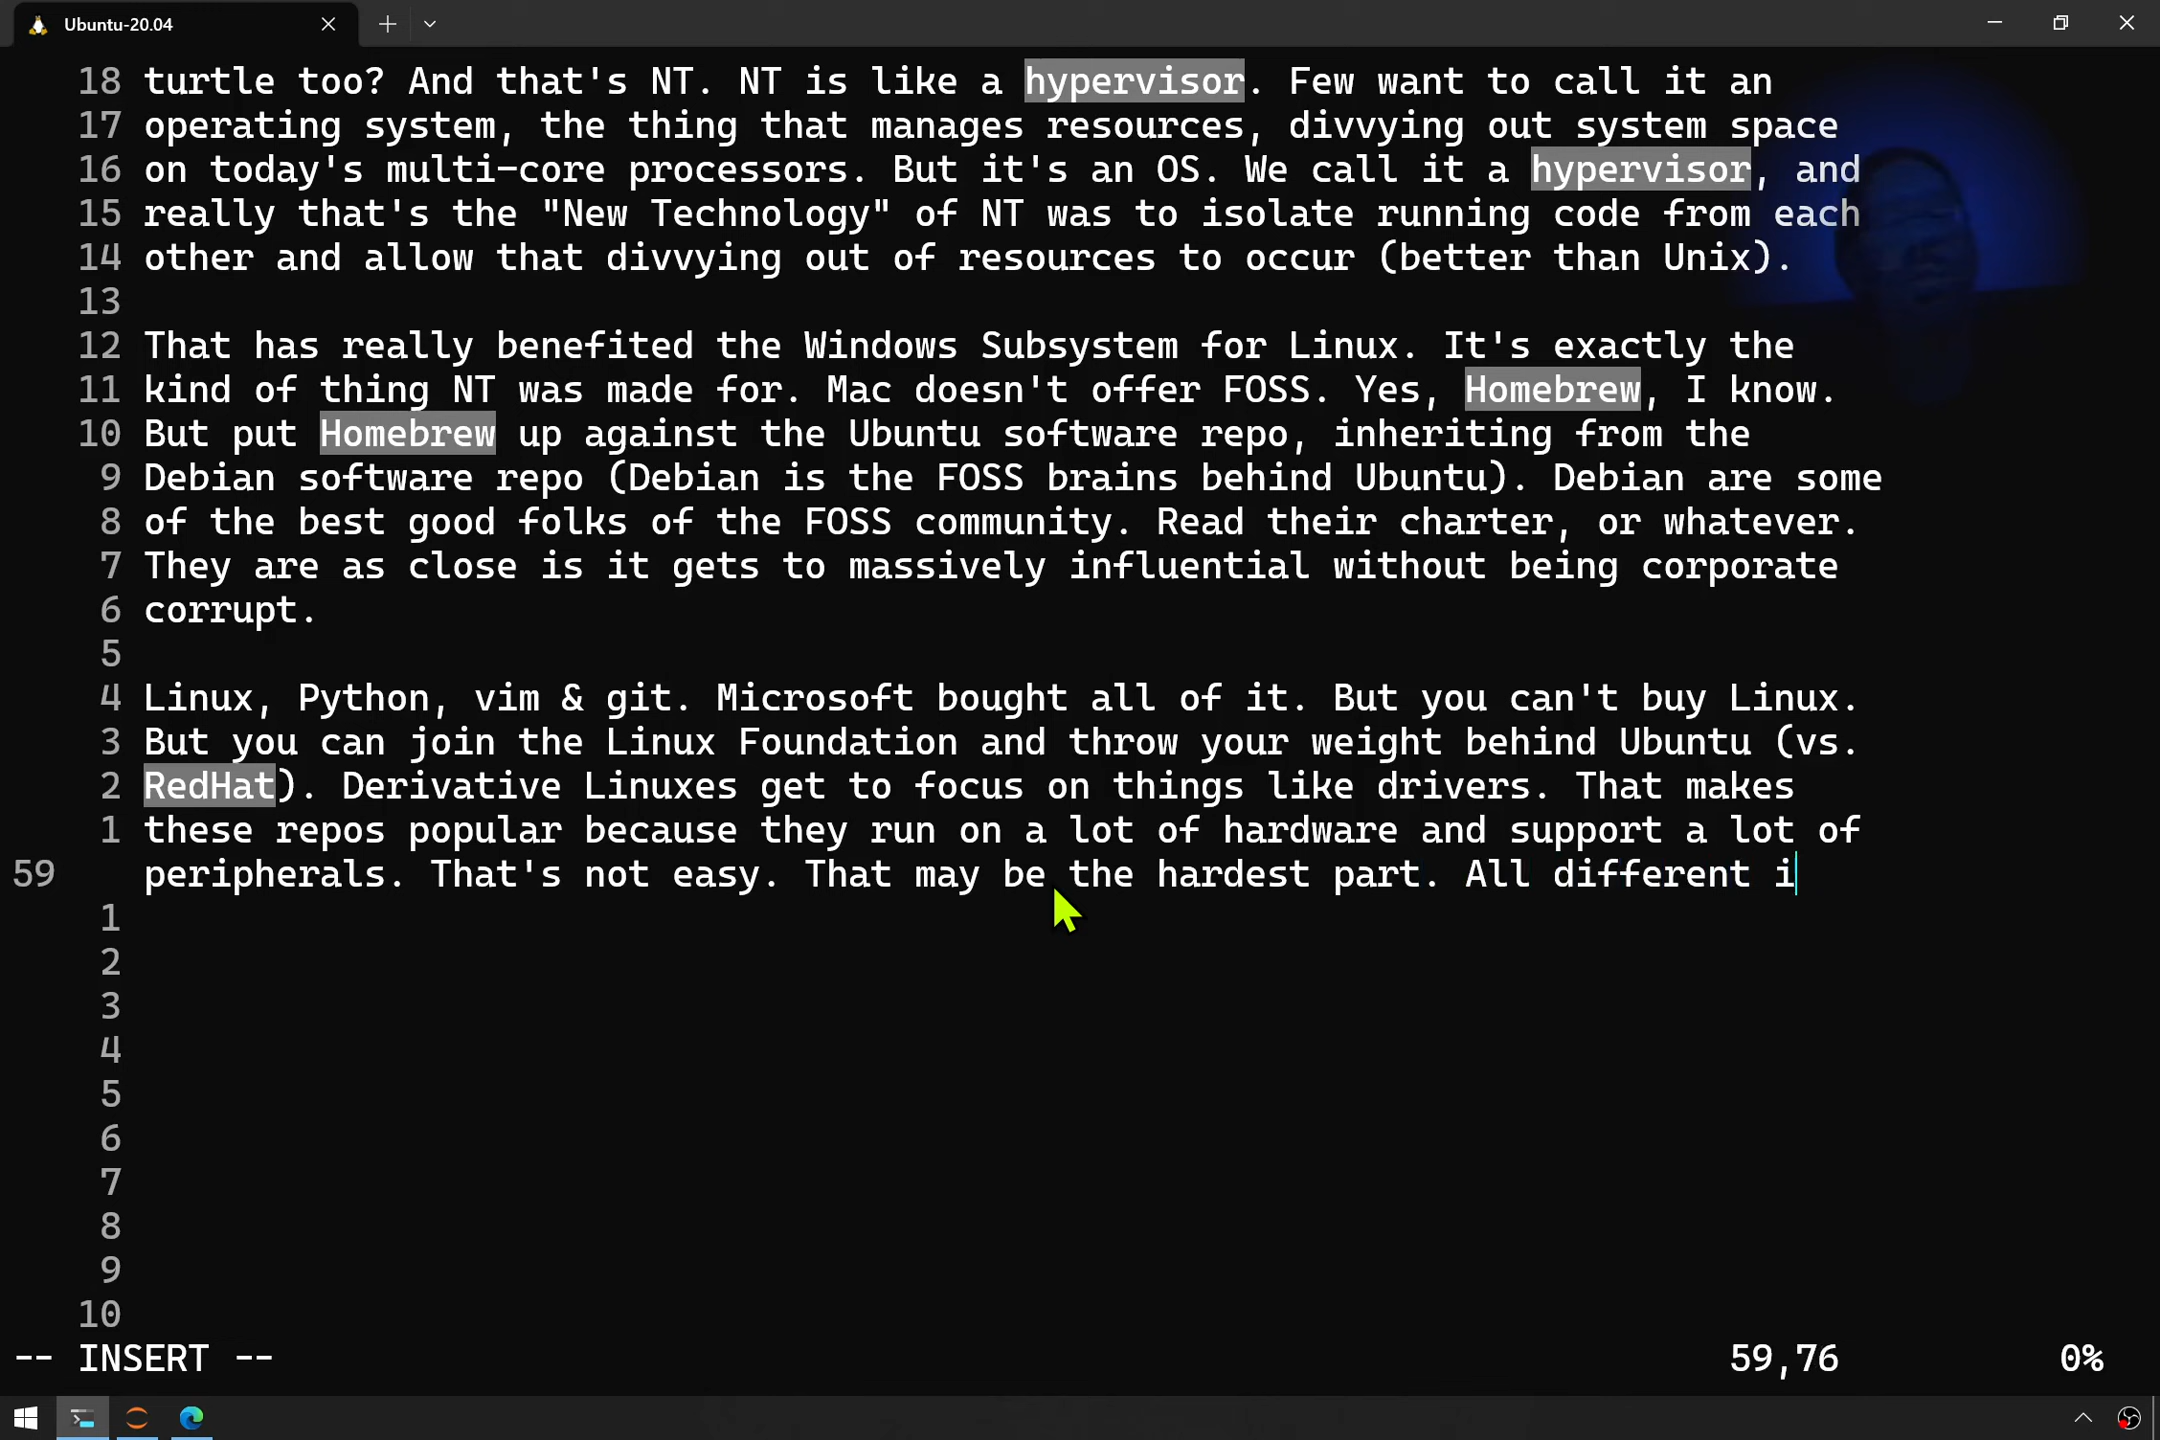 Ubuntu-20.04
18 turtle too? And that's NT. NT is like a hypervisor. Few want to call it an
17 operating system, the thing that manages resources, divvying out system space
16 on today's multi-core processors. But it's an OS. We call it a hypervisor, and
15 really that's the "New Technology" of NT was to isolate running code from each
14 other and allow that divvying out of resources to occur (better than Unix).
13
12 That has really benefited the Windows Subsystem for Linux. It's exactly the
11 kind of thing NT was made for. Mac doesn't offer FOSS. Yes, Homebrew, I know.
10 But put Homebrew up against the Ubuntu software repo, inheriting from the
9 Debian software repo (Debian is the FOSS brains behind Ubuntu). Debian are some
8 of the best good folks of the FOSS community. Read their charter, or whatever.
7 They are as close is it gets to massively influential without being corporate
6 corrupt.
5
4 Linux, Python, vim & git. Microsoft bought all of it. But you can't buy Linux.
3 But you can join the Linux Foundation and throw your weight behind Ubuntu (vs.
2 RedHat). Derivative Linuxes get to focus on things like drivers. That makes
1 these repos popular because they run on a lot of hardware and support a lot of
59 peripherals. That's not easy. That may be the hardest part. All different i
1
2
3
4
5
6
7
8
9
10
-- INSERT -- 59,76 0%